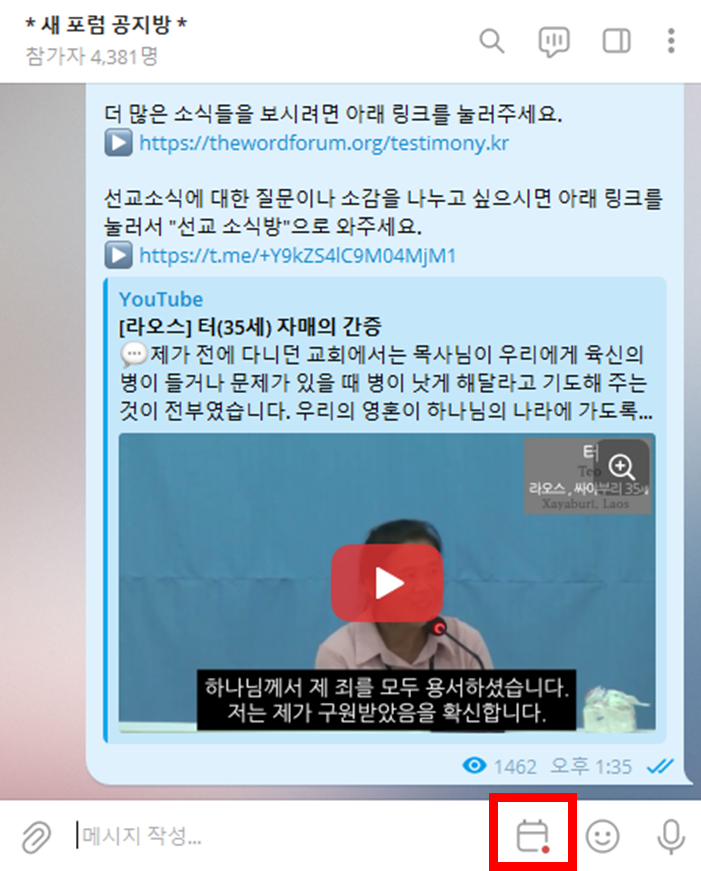 * 새 포럼 공지방 *
참가자 4,381명
더 많은 소식들을 보시려면 아래 링크를 눌러주세요.
https://thewordforum.org/testimony.kr
선교소식에 대한 질문이나 소감을 나누고 싶으시면 아래 링크를
눌러서 "선교 소식방"으로 와주세요.
https://t.me/+Y9kZS4lC9M04MjM1
YouTube
[라오스] 터(35세) 자매의 간증
제가 전에 다니던 교회에서는 목사님이 우리에게 육신의
병이 들거나 문제가 있을 때 병이 낫게 해달라고 기도해 주는
것이 전부였습니다. 우리의 영혼이 하나님의 나라에 가도록...
터
라오스, 싸이부리 35세
Xayaburi, Laos
하나님께서 제 죄를 모두 용서하셨습니다.
저는 제가 구원받았음을 확신합니다.
1462 오후 1:35
메시지 작성...